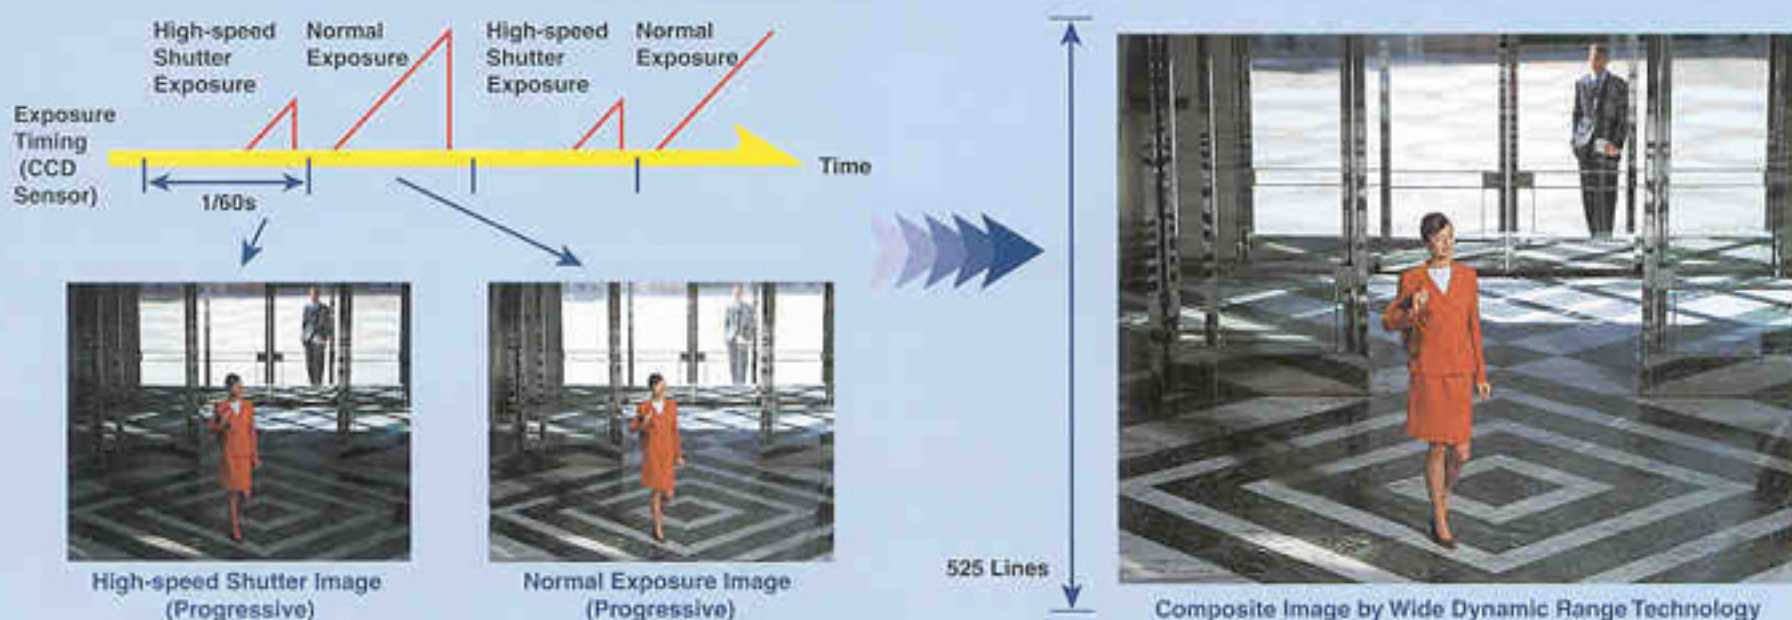 High-speed
Shutter
Exposure
Normal
Exposure
High-speed
Shutter
Exposure
Normal
Exposure
Exposure
Timing
(CCD
Sensor)
Time
1/60s
High-speed Shutter Image
(Progressive)
Normal Exposure Image
(Progressive)
525 Lines
Composite Image by Wide Dynamic Range Technology